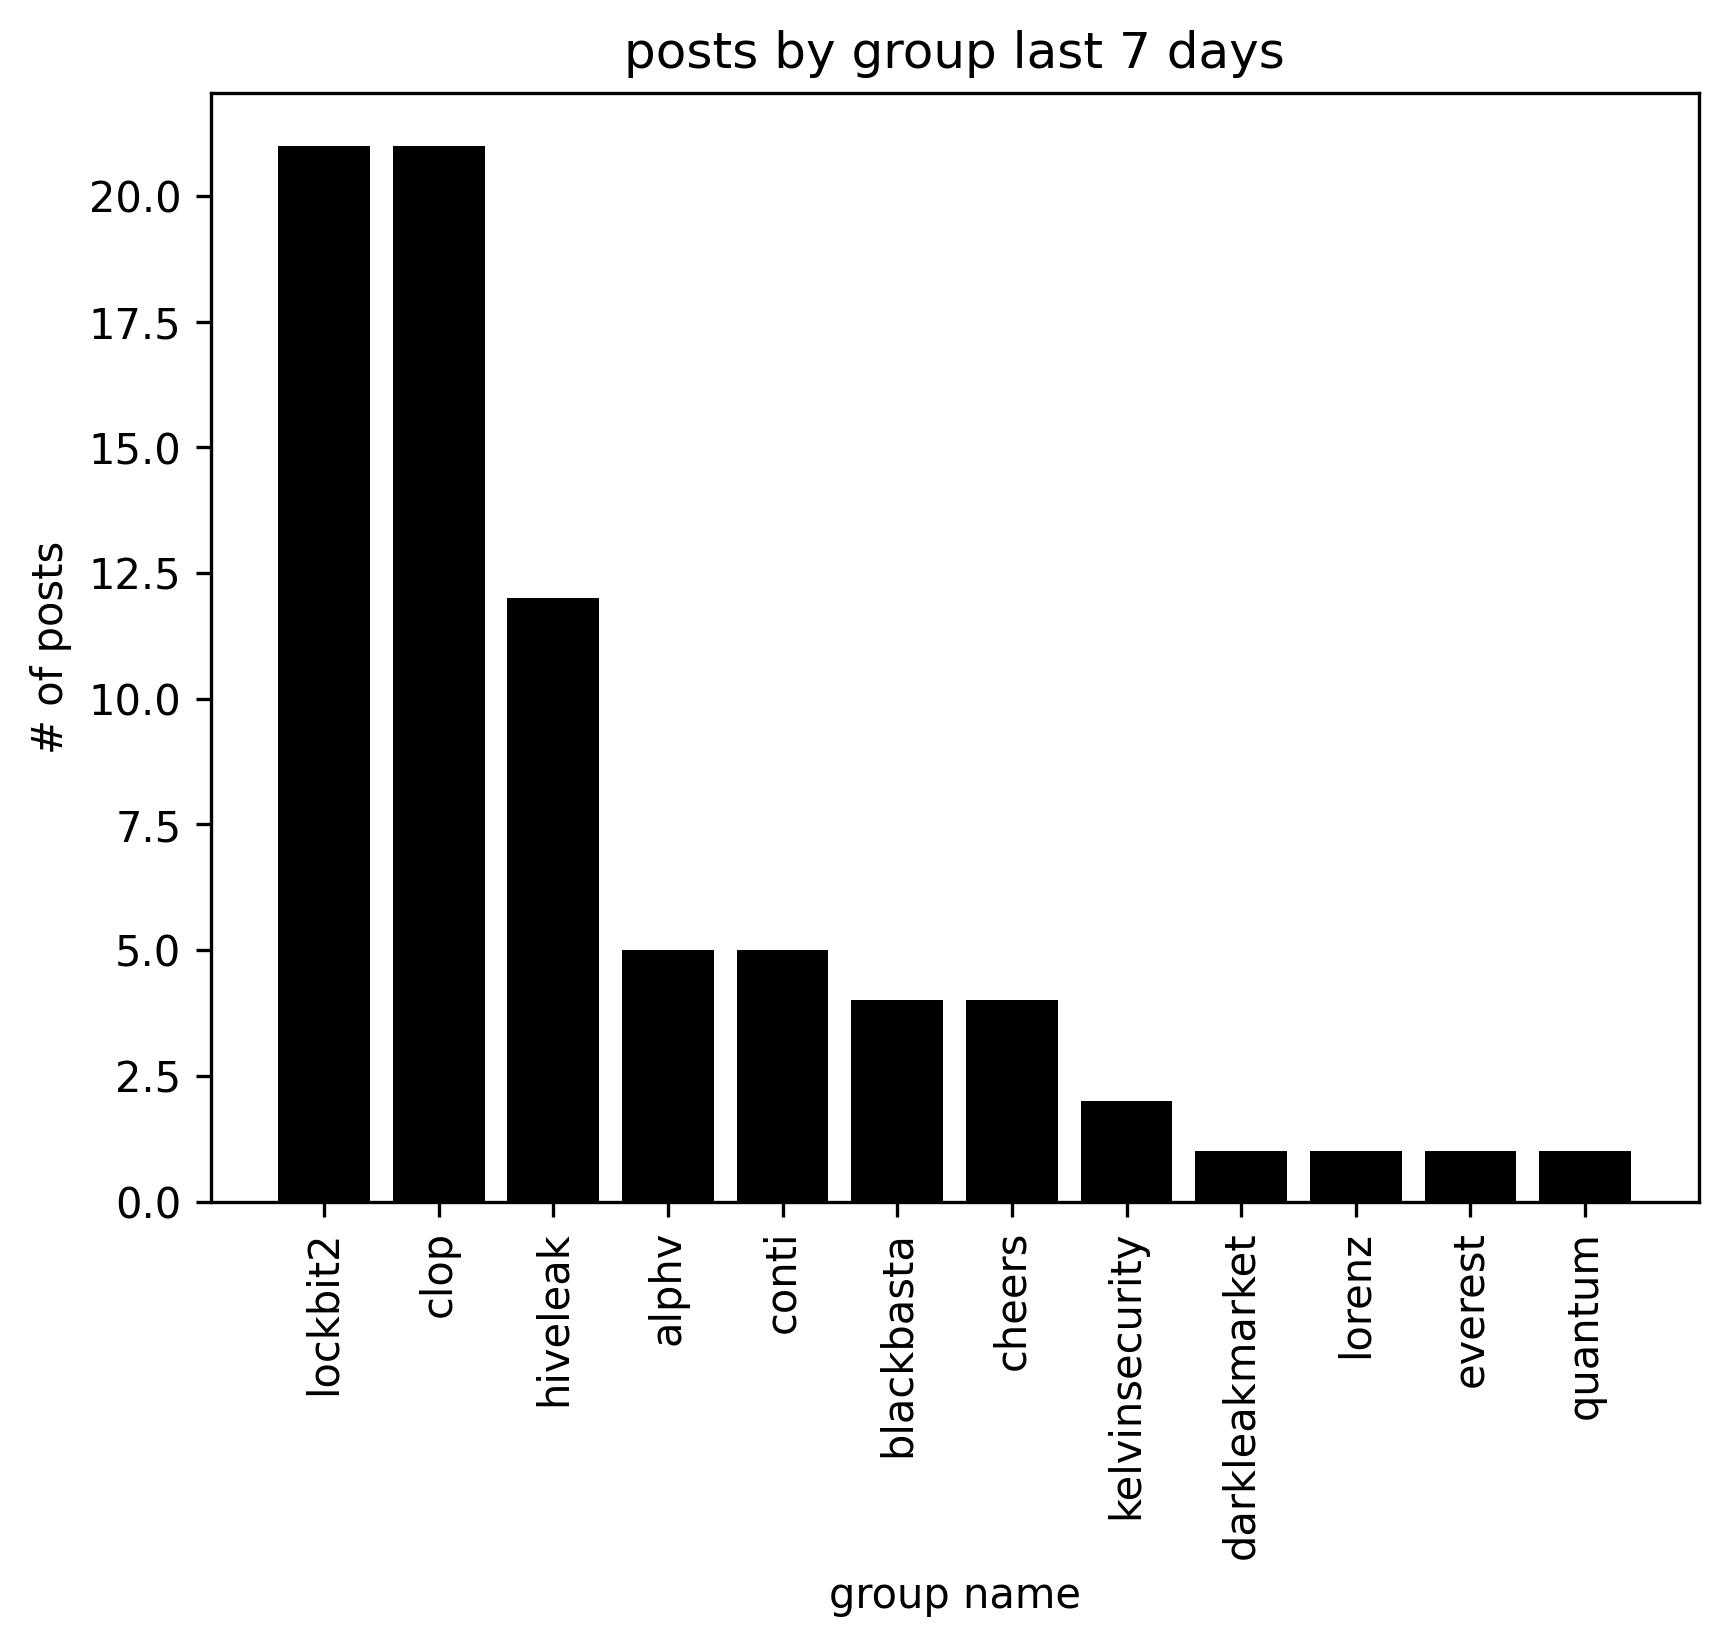 posts by group last 7 days
# of posts
20.0
17.5
15.0
12.5
10.0
7.5
5.0
2.5
0.0
lockbit2
clop
hiveleak
alphv
conti
blackbasta
cheers
kelvinsecurity
darkleakmarket
lorenz
everest
quantum
group name